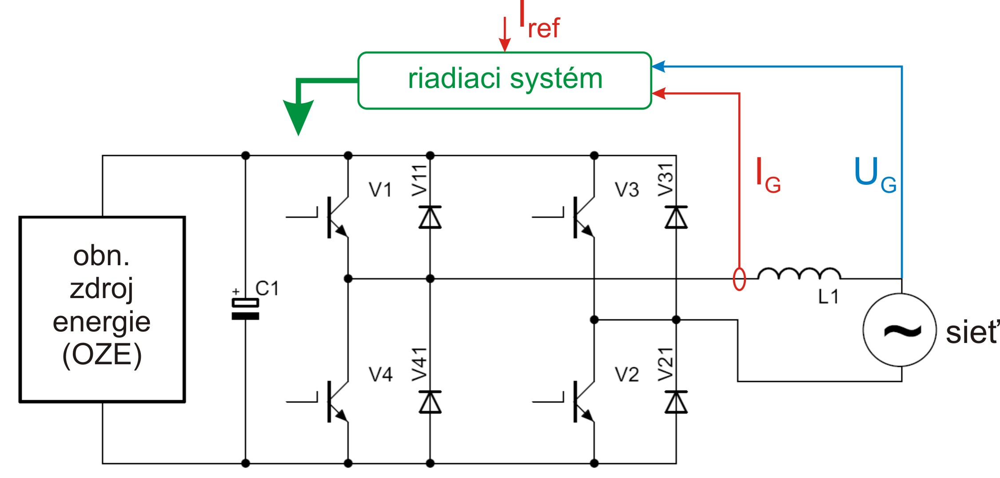 Iref
riadiaci systém
IG
UG
V1
V11
V3
V31
obn.
zdroj
energie
(OZE)
+
C1
L1
~
sieť
V4
V41
V2
V21